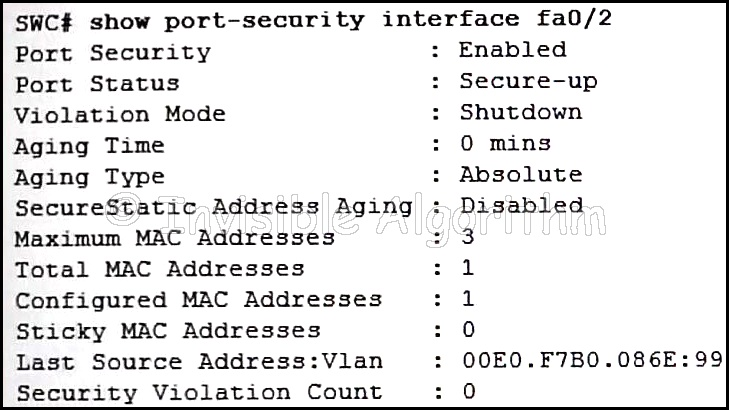 SWC# show port-security interface fa0/2
Port Security : Enabled
Port Status : Secure-up
Violation Mode : Shutdown
Aging Time : 0 mins
Aging Type : Absolute
SecureStatic Address Aging : Disabled
© Invisible Algorithm
Maximum MAC Addresses : 3
Total MAC Addresses : 1
Configured MAC Addresses : 1
Sticky MAC Addresses : 0
Last Source Address:Vlan : 00E0.F7B0.086E:99
Security Violation Count : 0